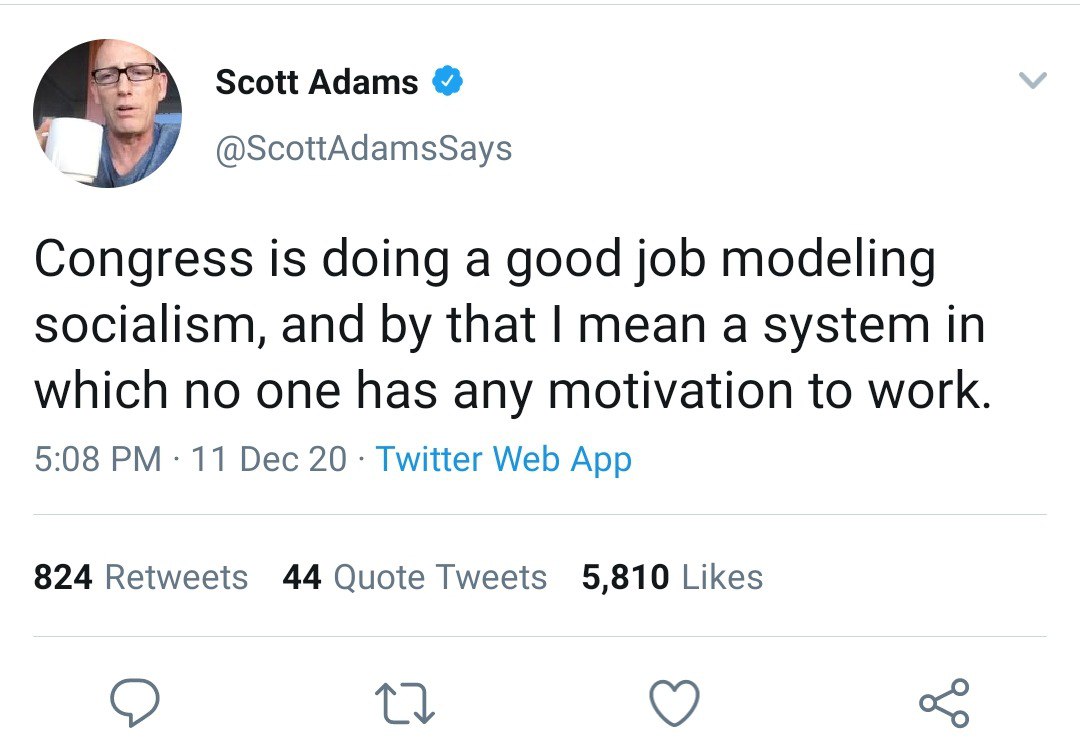 Scott Adams
@ScottAdamsSays
Congress is doing a good job modeling
socialism, and by that I mean a system in
which no one has any motivation to work.
5:08 PM · 11 Dec 20 · Twitter Web App
824 Retweets 44 Quote Tweets 5,810 Likes